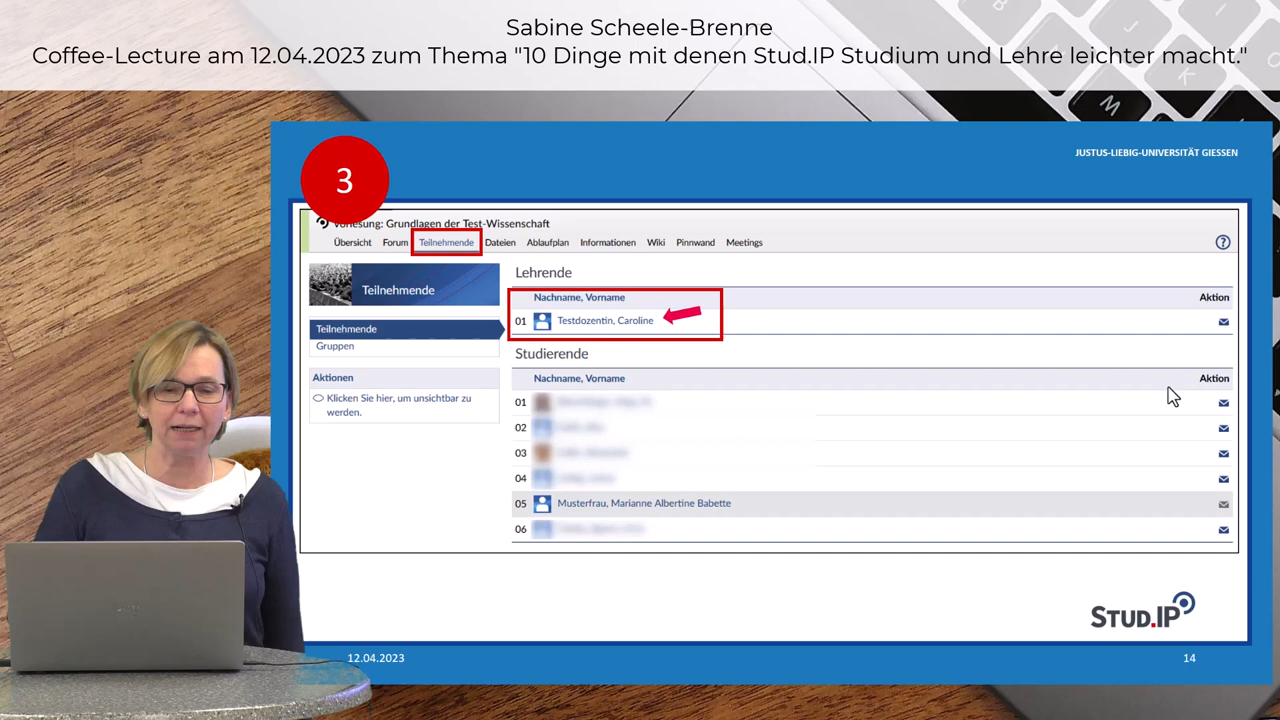 Sabine Scheele-Brenne
Coffee-Lecture am 12.04.2023 zum Thema "10 Dinge mit denen Stud.IP Studium und Lehre leichter macht."
JUSTUS-LIEBIG-UNIVERSITÄT GIESSEN
3
Vorlesung: Grundlagen der Test-Wissenschaft
Übersicht Forum Teilnehmende Dateien Ablaufplan Informationen Wiki Pinnwand Meetings
Teilnehmende
Teilnehmende
Gruppen
Aktionen
Klicken Sie hier, um unsichtbar zu
werden.
Lehrende
Nachname, Vorname Aktion
01 Testdozentin, Caroline
Studierende
Nachname, Vorname Aktion
01
02
03
04
05 Musterfrau, Marianne Albertine Babette
06
STUD.IP
12.04.2023 14